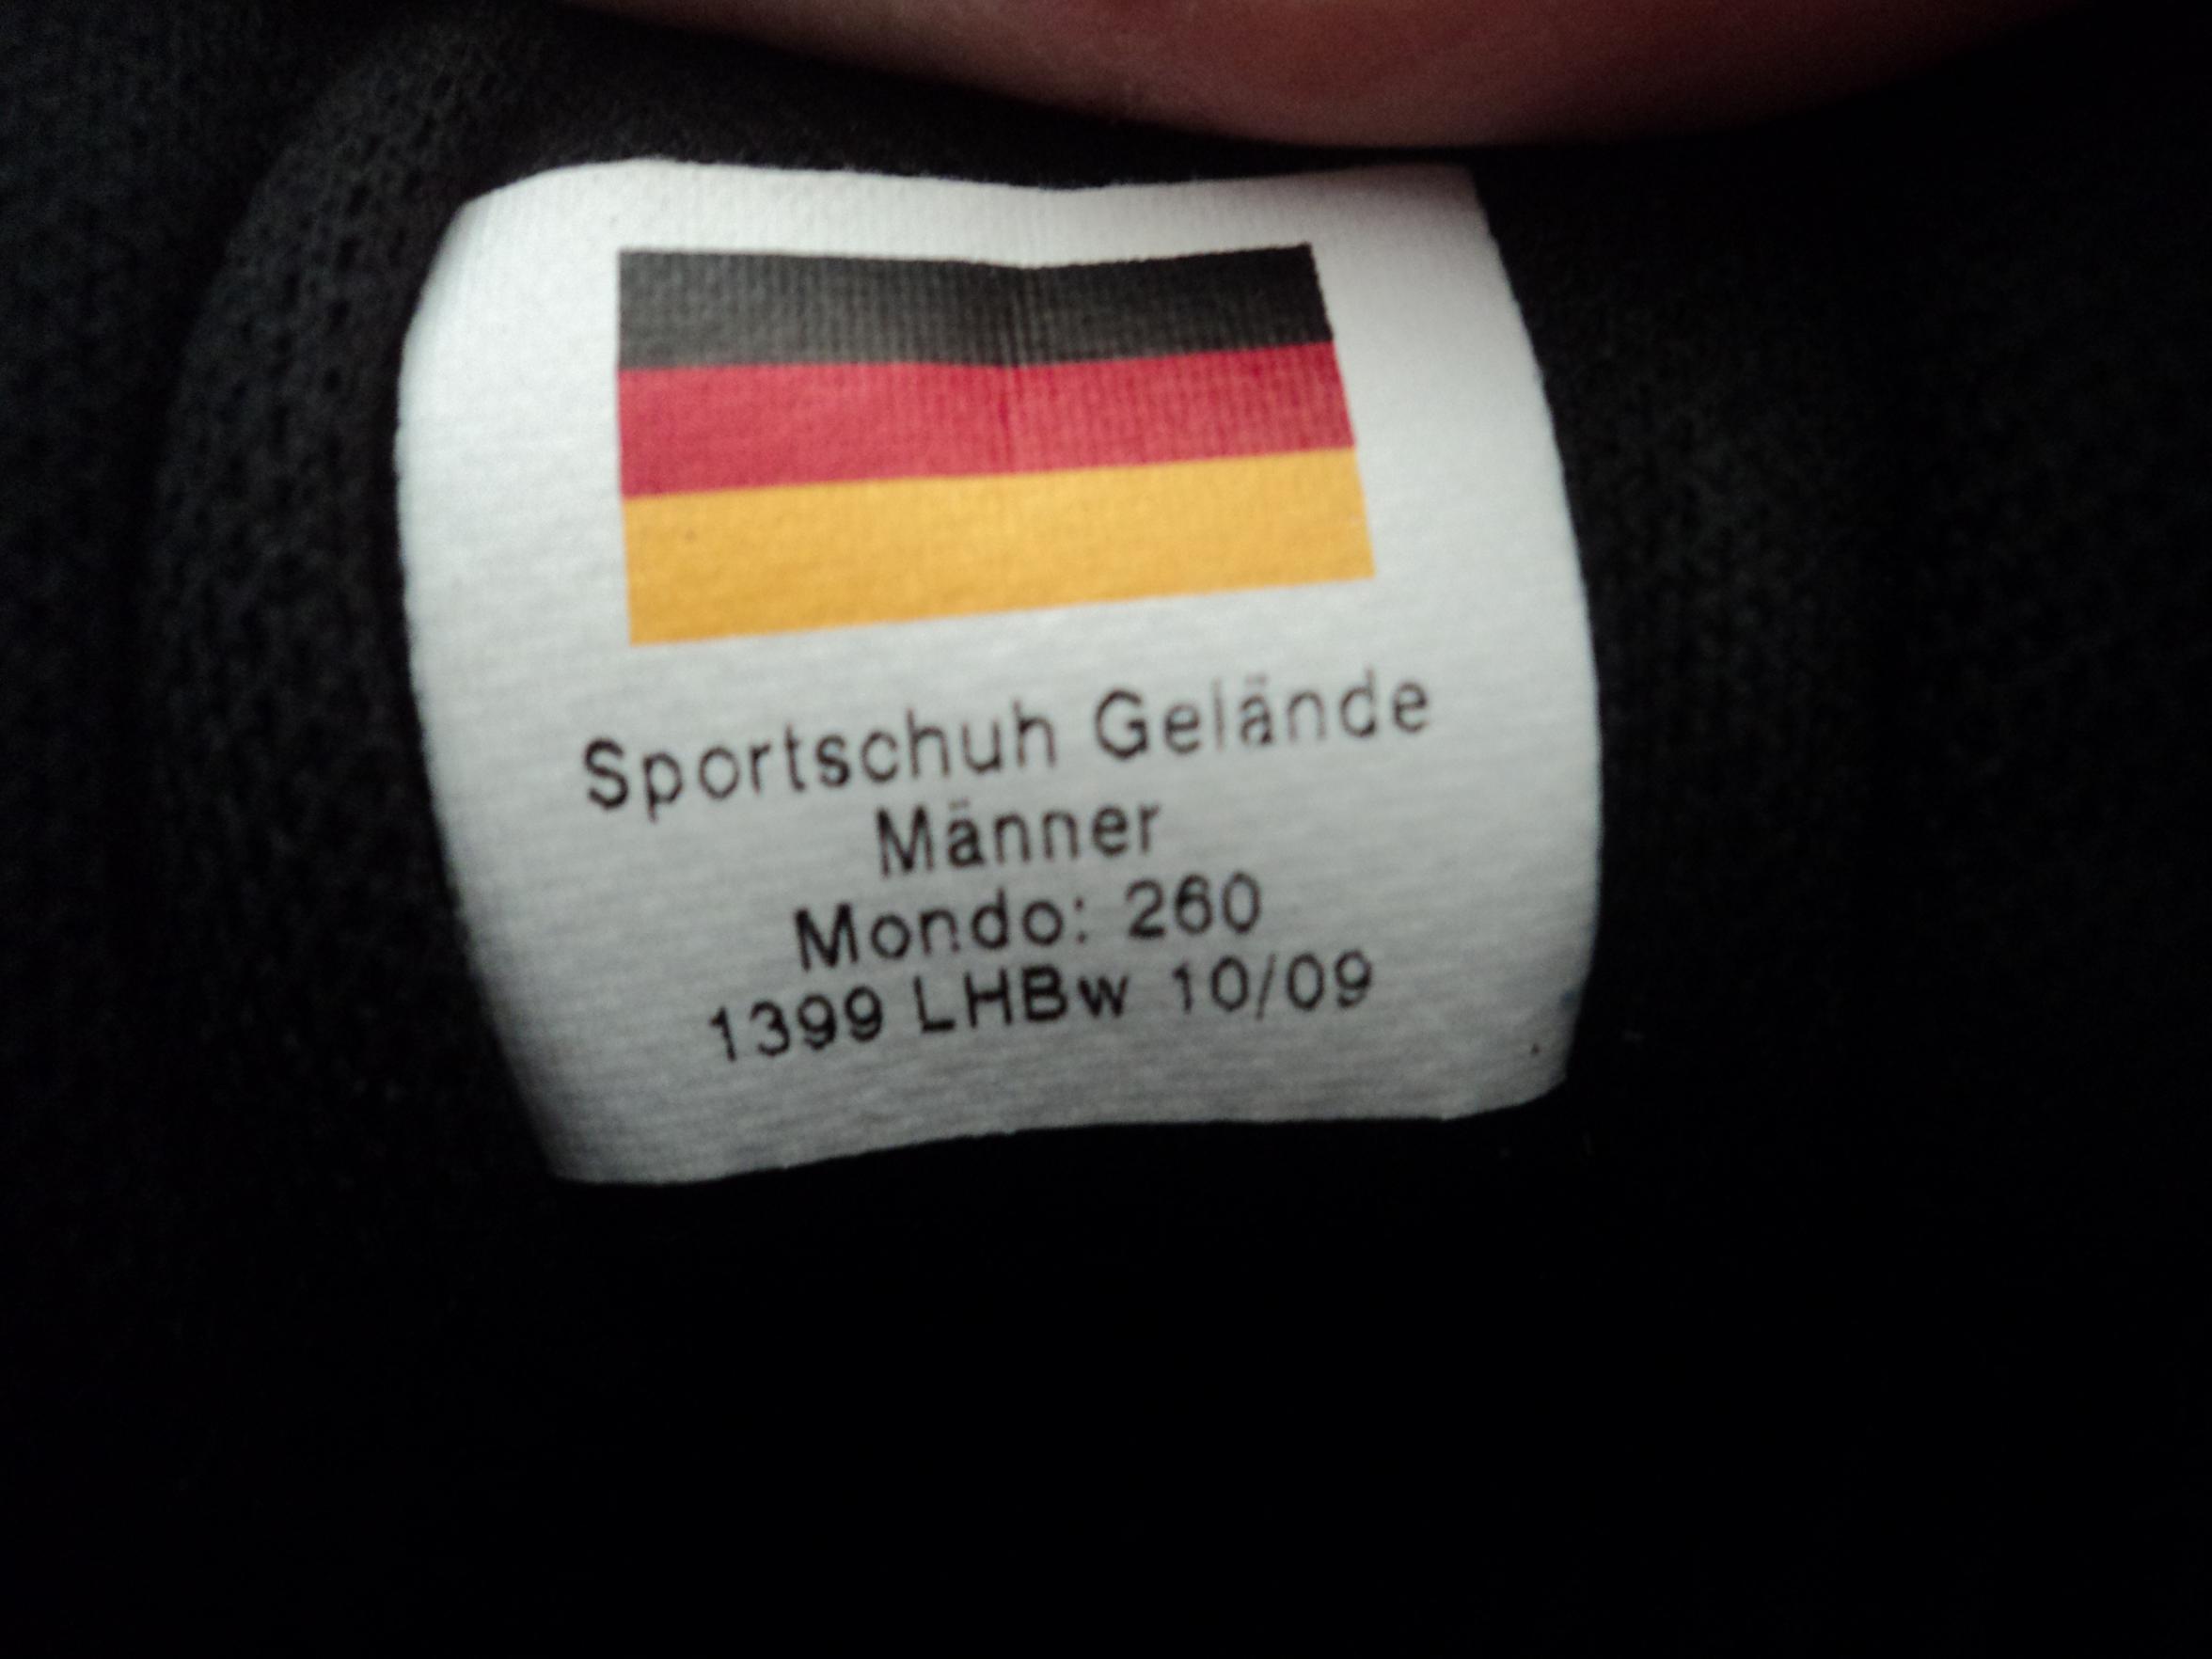 Sportschuh Gelände
Männer
Mondo: 260
1399 LHBw 10/09